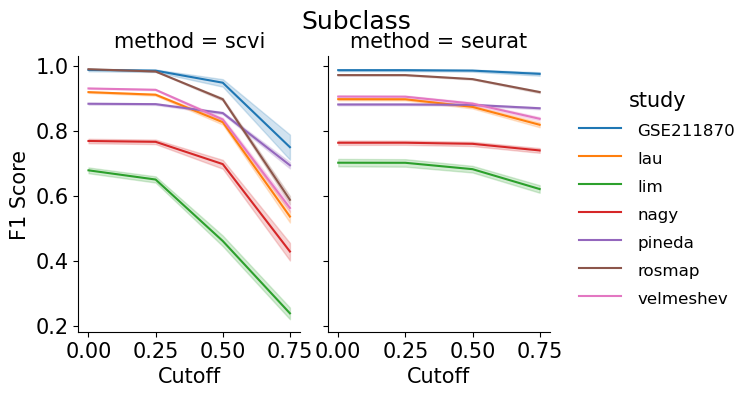 Subclass
method = scvi
method = seurat
F1 Score
1.0
0.8
0.6
0.4
0.2
0.00 0.25 0.50 0.75
0.00 0.25 0.50 0.75
Cutoff
Cutoff
study
GSE211870
lau
lim
nagy
pineda
rosmap
velmeshev